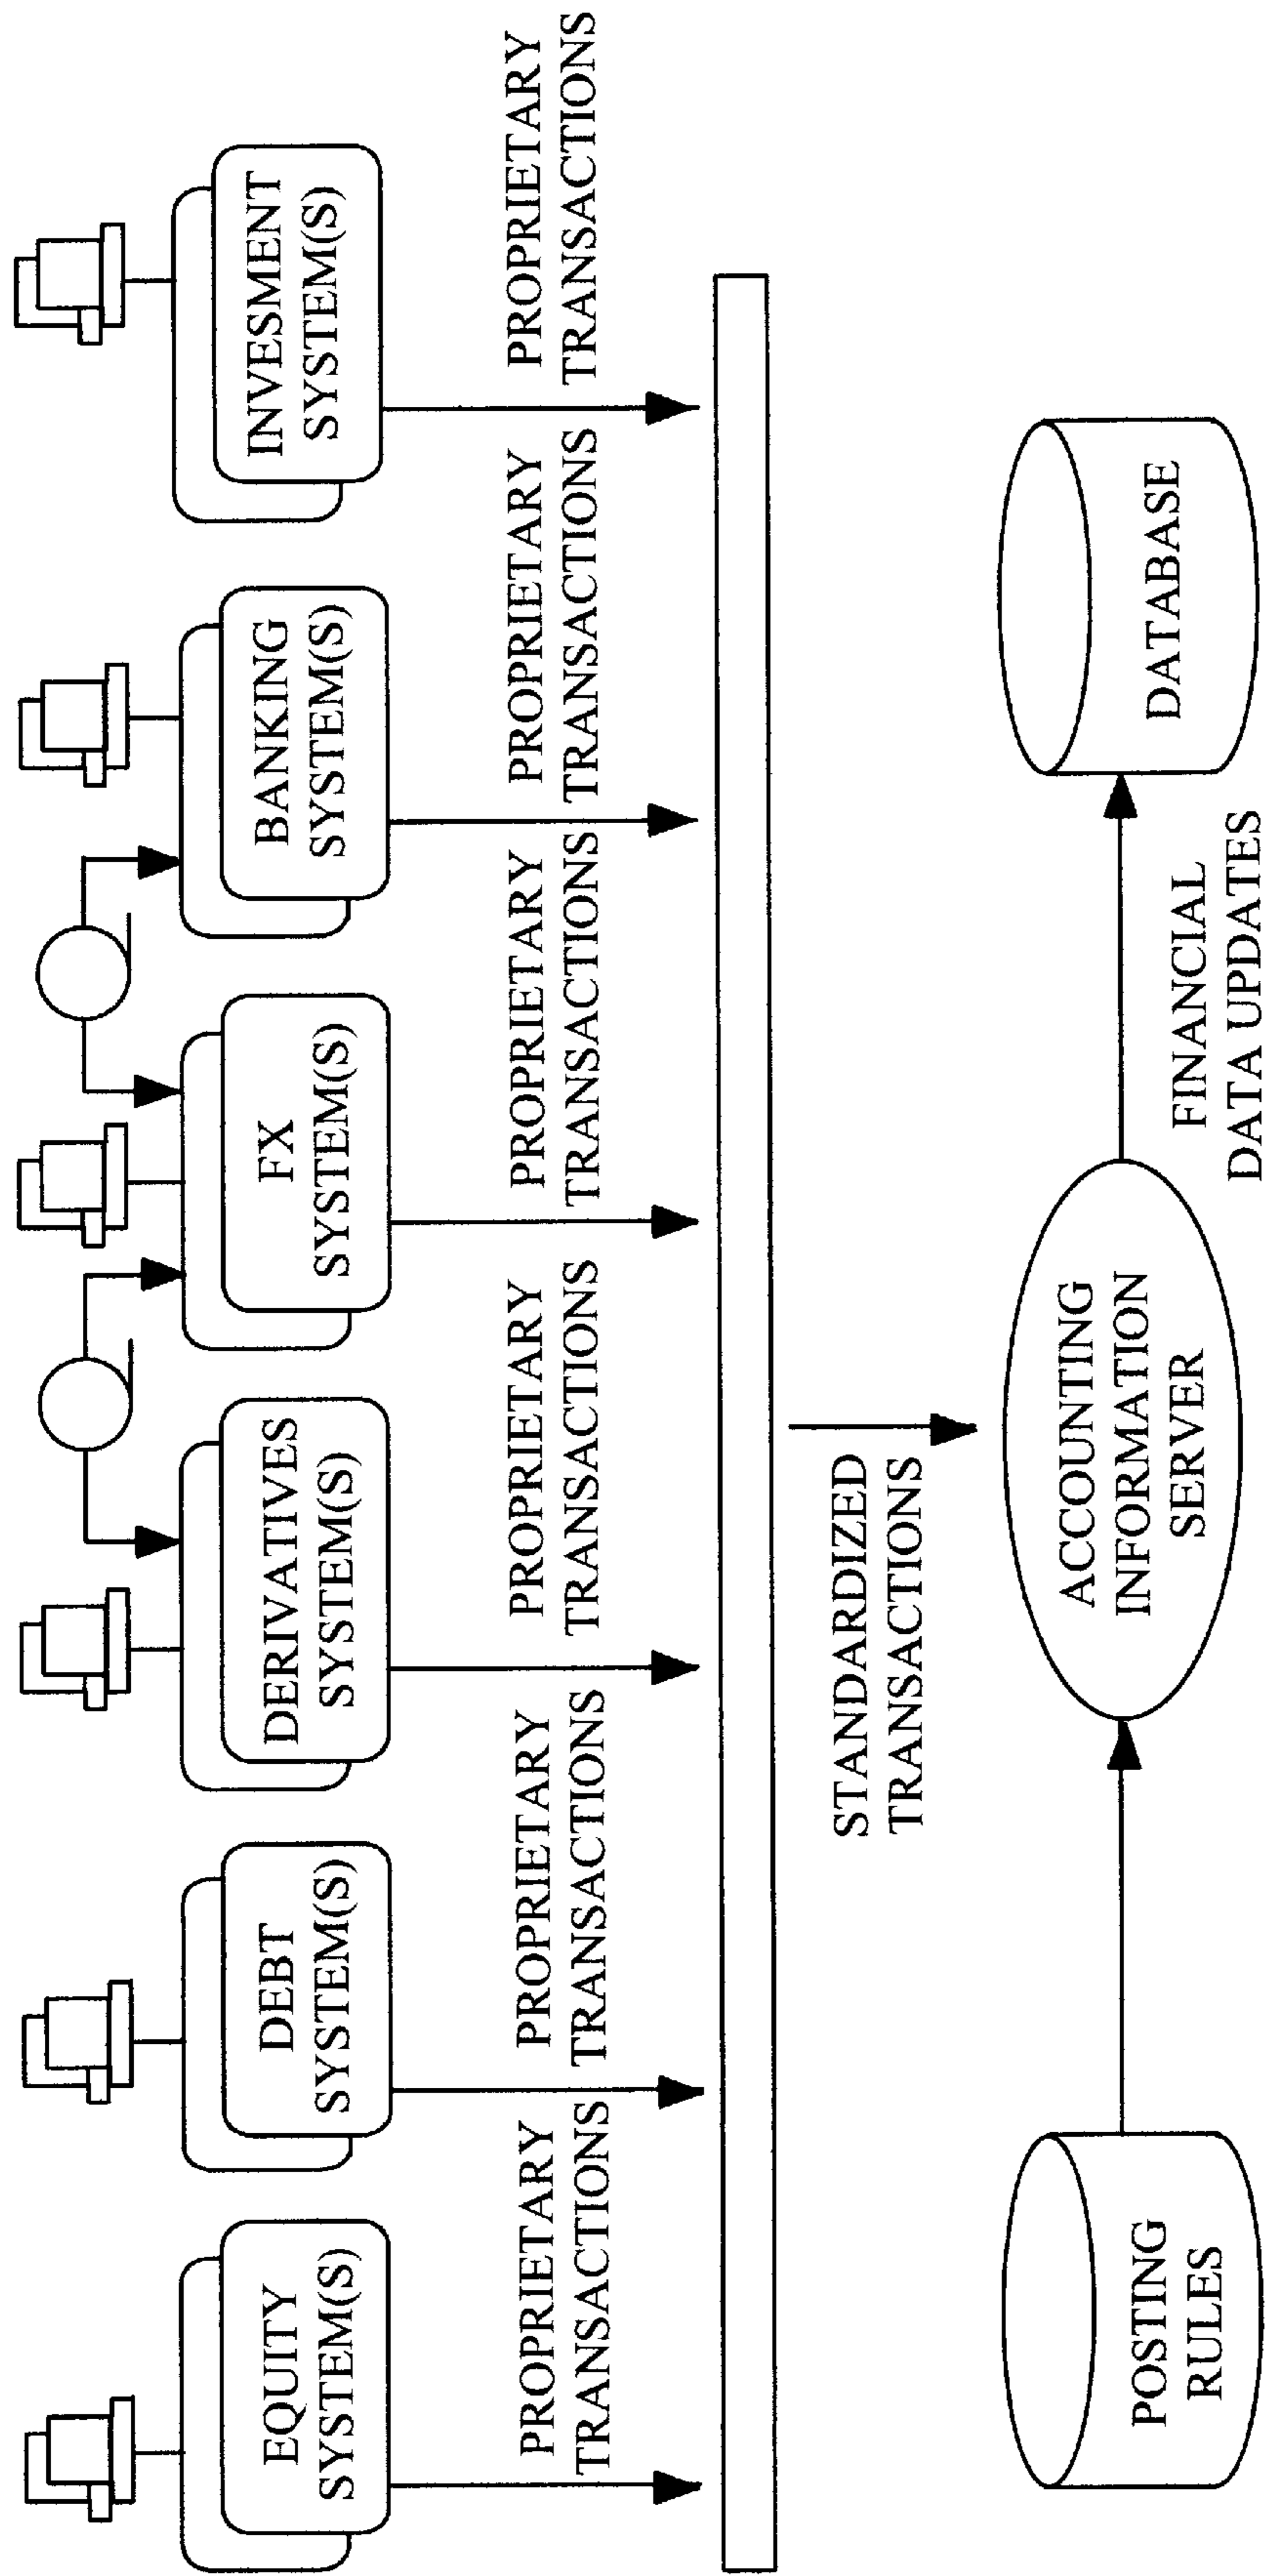 EQUITY
SYSTEM(S)
DEBT
SYSTEM(S)
DERIVATIVES
SYSTEM(S)
FX
SYSTEM(S)
BANKING
SYSTEM(S)
INVESMENT
SYSTEM(S)
PROPRIETARY
TRANSACTIONS
PROPRIETARY
TRANSACTIONS
PROPRIETARY
TRANSACTIONS
PROPRIETARY
TRANSACTIONS
PROPRIETARY
TRANSACTIONS
PROPRIETARY
TRANSACTIONS
STANDARDIZED
TRANSACTIONS
POSTING
RULES
ACCOUNTING
INFORMATION
SERVER
FINANCIAL
DATA UPDATES
DATABASE